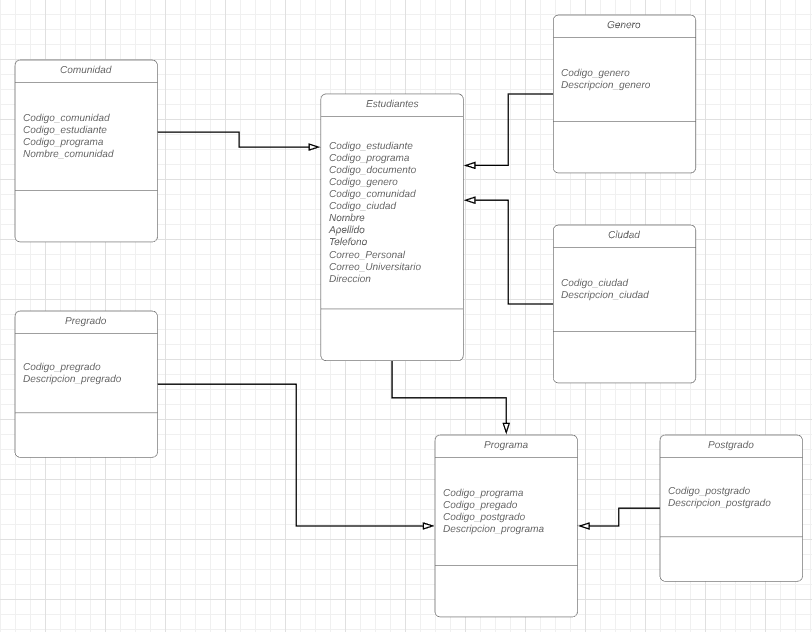 Comunidad
Codigo_comunidad
Codigo_estudiante
Codigo_programa
Nombre_comunidad
Estudiantes
Codigo_estudiante
Codigo_programa
Codigo_documento
Codigo_genero
Codigo_comunidad
Codigo_ciudad
Nombre
Apellido
Telefono
Correo_Personal
Correo_Universitario
Direccion
Genero
Codigo_genero
Descripcion_genero
Ciudad
Codigo_ciudad
Descripcion_ciudad
Pregrado
Codigo_pregrado
Descripcion_pregrado
Programa
Codigo_programa
Codigo_pregado
Codigo_postgrado
Descripcion_programa
Postgrado
Codigo_postgrado
Descripcion_postgrado